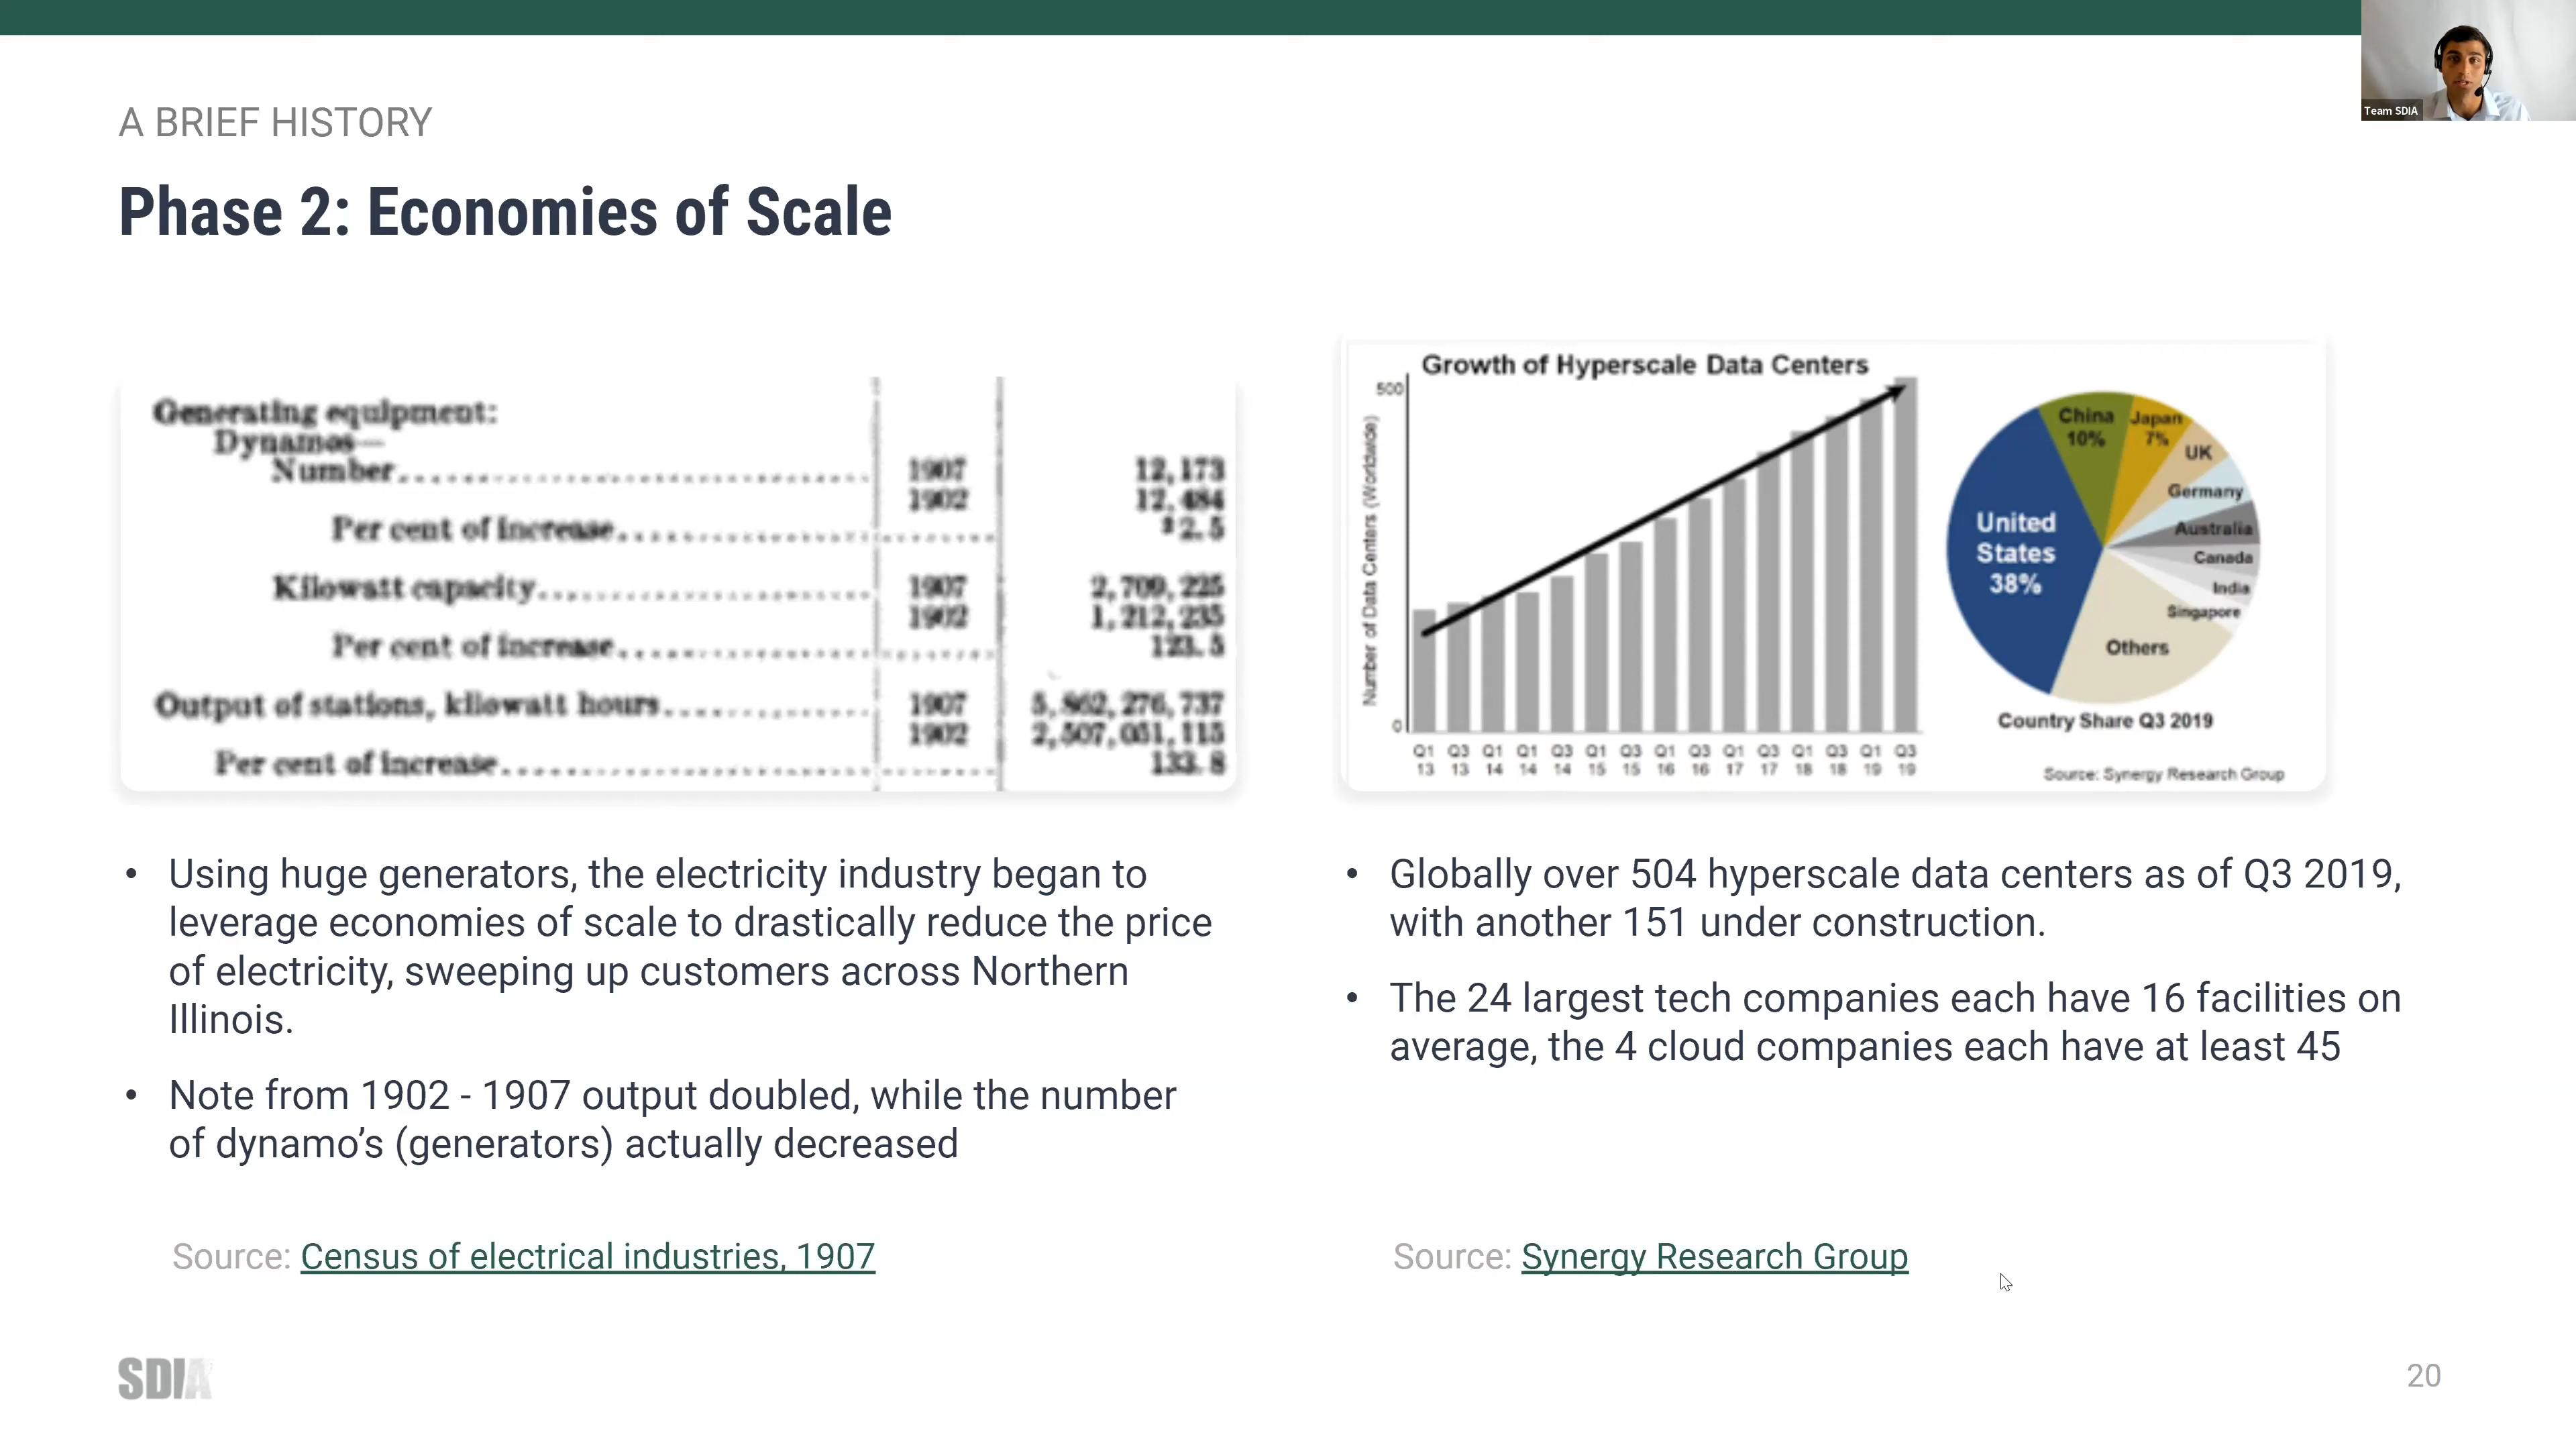 Team SDIA
A BRIEF HISTORY
Phase 2: Economies of Scale
Generating equipment:
Dynamos—
Number 1907 12,173
1902 12,484
Per cent of increase ²2.5
Kilowatt capacity 1907 2,709,225
1902 1,212,235
Per cent of increase 123.5
Output of stations, kilowatt hours 1907 5,862,276,737
1902 2,507,051,115
Per cent of increase 133.8
Growth of Hyperscale Data Centers
Number of Data Centers (Worldwide)
500
0
Q1 Q3 Q1 Q1 Q3 Q1 Q3 Q1 Q3 Q1 Q3 Q1 Q3 Q1 Q3
13 13 14 14 14 15 15 16 16 17 17 18 18 19 19
China
10%
Japan
7%
UK
Germany
Australia
Canada
India
Singapore
Others
United
States
38%
Country Share Q3 2019
Source: Synergy Research Group
• Using huge generators, the electricity industry began to
leverage economies of scale to drastically reduce the price
of electricity, sweeping up customers across Northern
Illinois.
• Note from 1902 - 1907 output doubled, while the number
of dynamo’s (generators) actually decreased
Source: Census of electrical industries, 1907
• Globally over 504 hyperscale data centers as of Q3 2019,
with another 151 under construction.
• The 24 largest tech companies each have 16 facilities on
average, the 4 cloud companies each have at least 45
Source: Synergy Research Group
SDIA
20